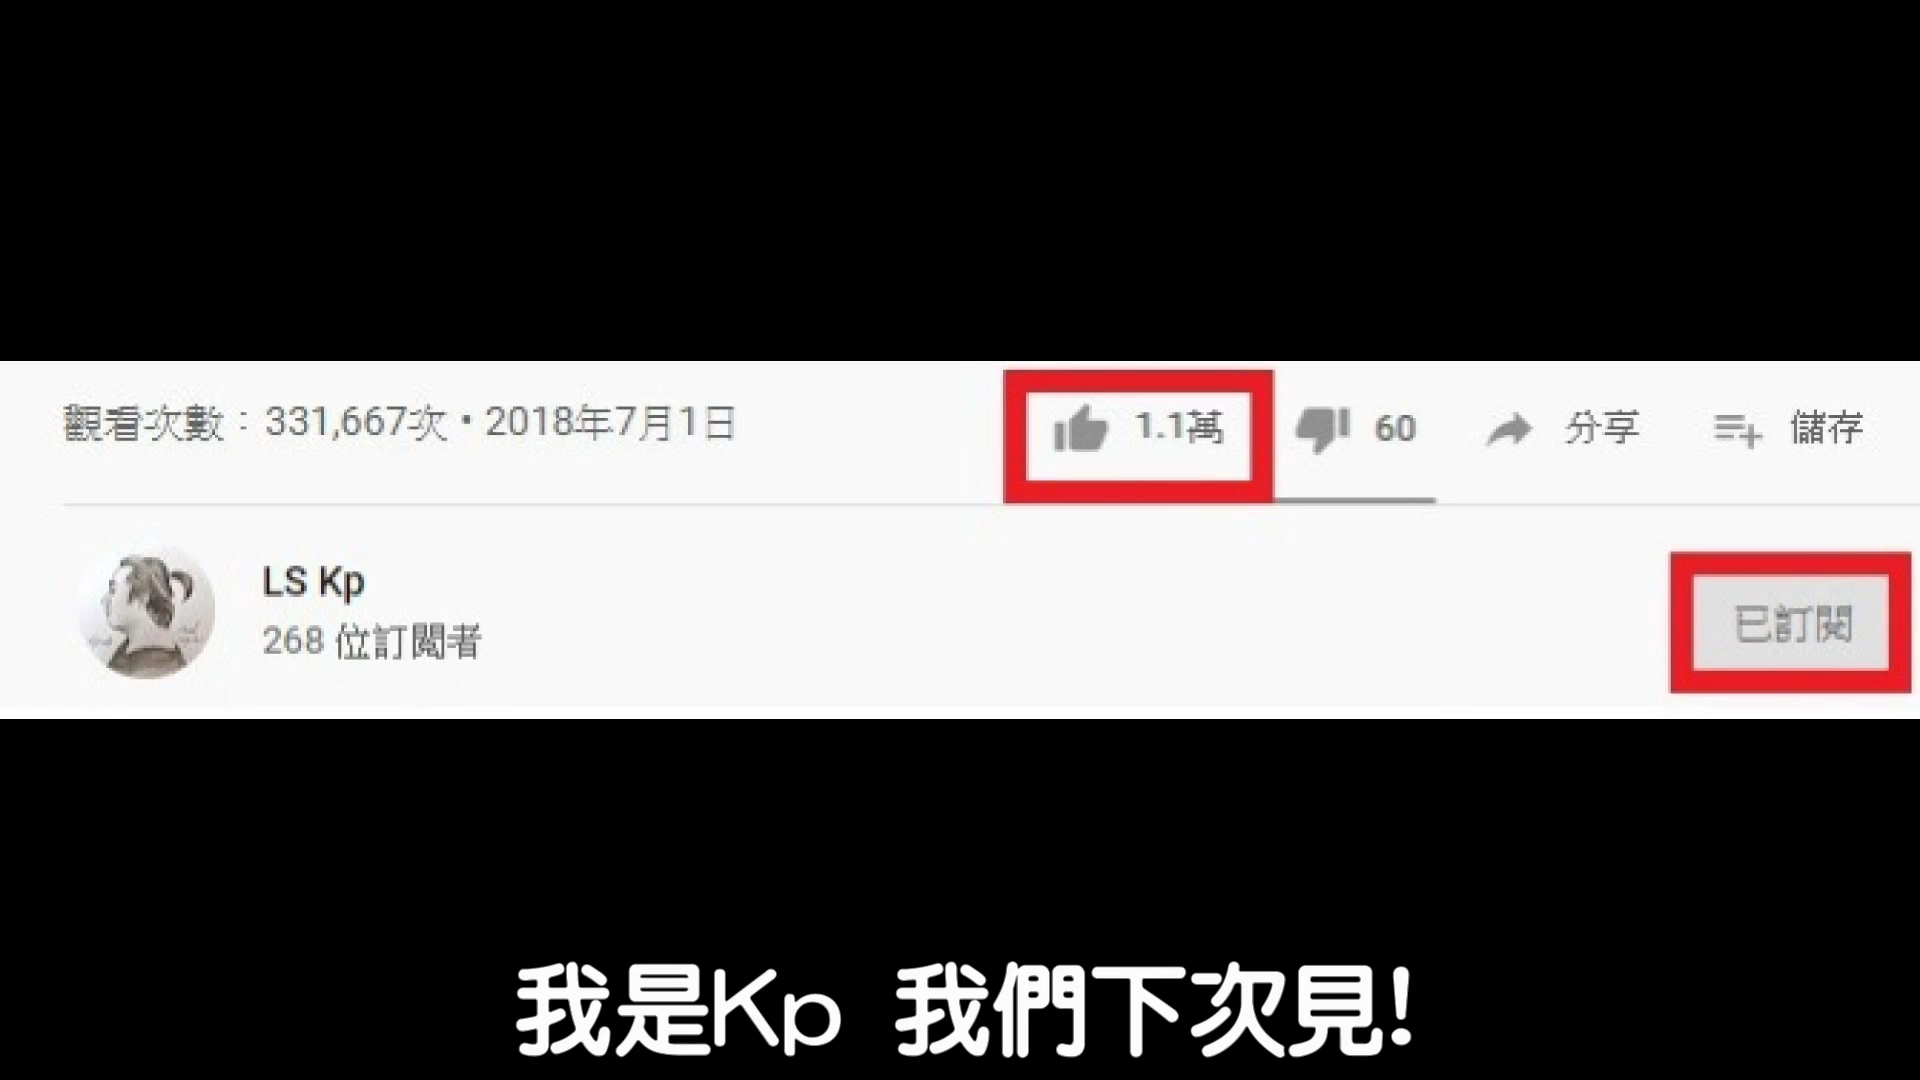 觀看次數：331,667次 • 2018年7月1日
1.1萬 60 分享 儲存
LS Kp
268 位訂閱者
已訂閱
我是Kp 我們下次見!